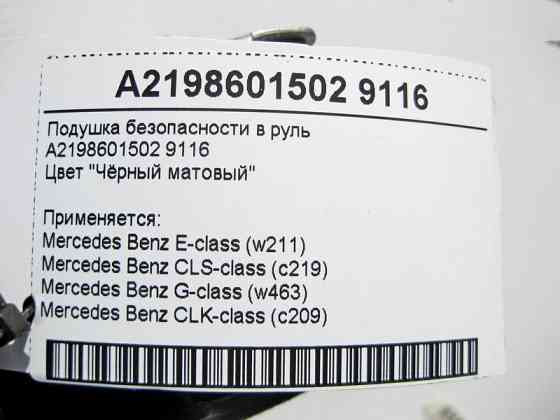 A2198601502 9116
Подушка безопасности в руль
A2198601502 9116
Цвет "Чёрный матовый"
Применяется:
Mercedes Benz E-class (w211)
Mercedes Benz CLS-class (c219)
Mercedes Benz G-class (w463)
Mercedes Benz CLK-class (c209)